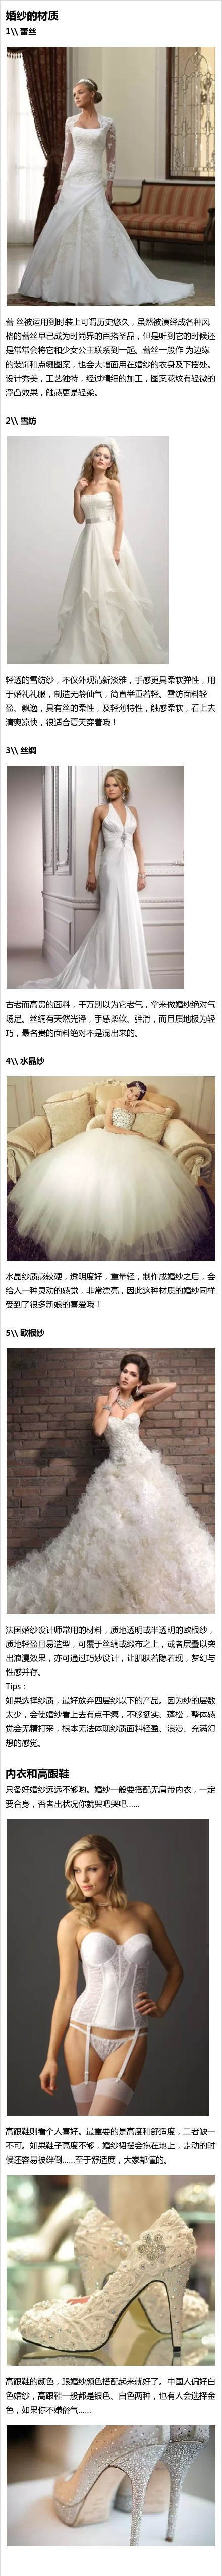 婚纱的材质
1\\ 蕾丝
蕾 丝被运用到时装上可谓历史悠久，虽然被演绎成各种风
格的蕾丝早已成为时尚界的百搭圣品，但是听到它的时候还
是常常会将它和少女公主联系到一起。蕾丝一般作 为边缘
的装饰和点缀图案，也会大幅面用在婚纱的衣身及下摆处。
设计秀美，工艺独特，经过精细的加工，图案花纹有轻微的
浮凸效果，触感更是轻柔。
2\\ 雪纺
轻透的雪纺纱，不仅外观清新淡雅，手感更具柔软弹性，用
于婚礼礼服，制造无龄仙气，简直举重若轻。雪纺面料轻
盈、飘逸，具有丝的柔性，及轻薄特性，触感柔软，看上去
清爽凉快，很适合夏天穿着哦！
3\\ 丝绸
古老而高贵的面料，千万别以为它老气，拿来做婚纱绝对气
场足。丝绸有天然光泽，手感柔软、弹滑，而且质地极为轻
巧，最名贵的面料绝对不是混出来的。
4\\ 水晶纱
水晶纱质感较硬，透明度好，重量轻，制作成婚纱之后，会
给人一种灵动的感觉，非常漂亮，因此这种材质的婚纱同样
受到了很多新娘的喜爱哦！
5\\ 欧根纱
法国婚纱设计师常用的材料，质地透明或半透明的欧根纱，
质地轻盈且易造型，可覆于丝绸或缎布之上，或者层叠以突
出浪漫效果，亦可通过巧妙设计，让肌肤若隐若现，梦幻与
性感并存。
Tips：
如果选择纱质，最好放弃四层纱以下的产品。因为纱的层数
太少，会使婚纱看上去有点干瘪，不够挺实、蓬松，整体感
觉会无精打采，根本无法体现纱质面料轻盈、浪漫、充满幻
想的感觉。
内衣和高跟鞋
只备好婚纱远远不够哟。婚纱一般要搭配无肩带内衣，一定
要合身，否者出状况你就哭吧哭吧……
高跟鞋则看个人喜好。最重要的是高度和舒适度，二者缺一
不可。如果鞋子高度不够，婚纱裙摆会拖在地上，走动的时
候还容易被绊倒……至于舒适度，大家都懂的。
高跟鞋的颜色，跟婚纱颜色搭配起来就好了。中国人偏好白
色婚纱，高跟鞋一般都是银色、白色两种，也有人会选择金
色，如果你不嫌俗气……